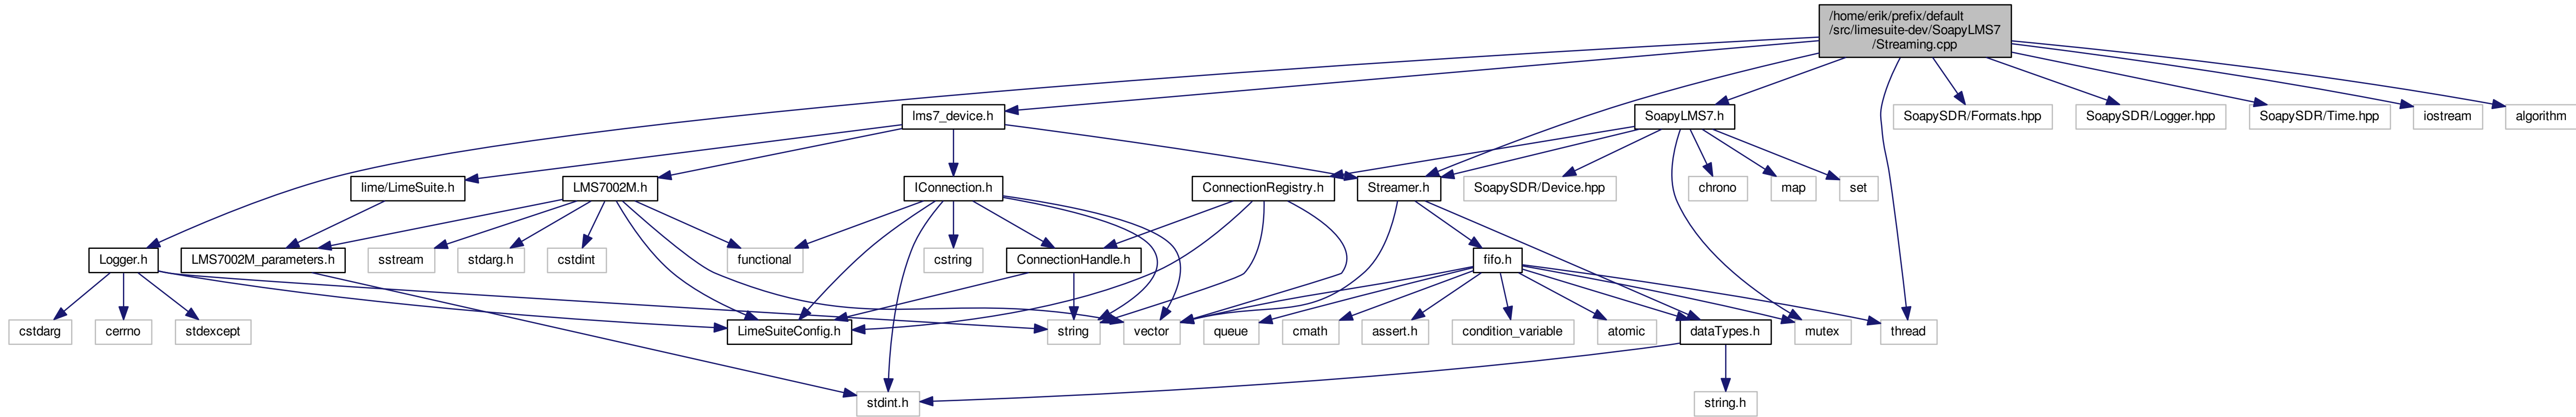 /home/erik/prefix/default
/src/limesuite-dev/SoapyLMS7
/Streaming.cpp
lms7_device.h
SoapyLMS7.h
SoapySDR/Formats.hpp
SoapySDR/Logger.hpp
SoapySDR/Time.hpp
iostream
algorithm
lime/LimeSuite.h
LMS7002M.h
IConnection.h
ConnectionRegistry.h
Streamer.h
SoapySDR/Device.hpp
chrono
map
set
Logger.h
LMS7002M_parameters.h
sstream
stdarg.h
cstdint
functional
cstring
ConnectionHandle.h
fifo.h
cstdarg
cerrno
stdexcept
LimeSuiteConfig.h
string
vector
queue
cmath
assert.h
condition_variable
atomic
dataTypes.h
mutex
thread
stdint.h
string.h